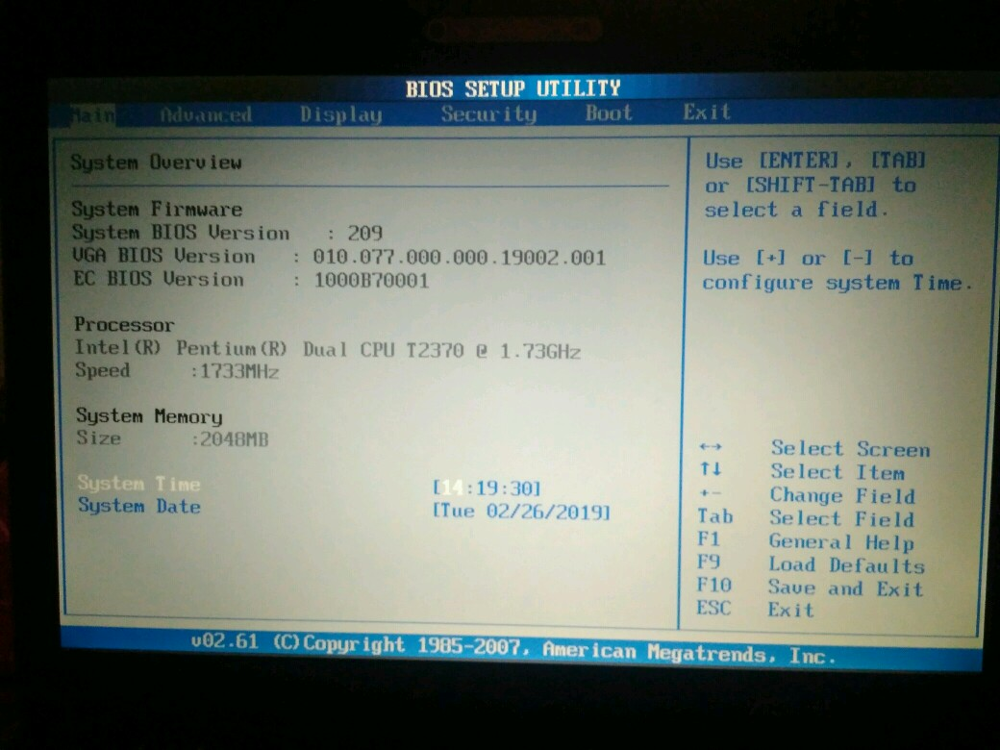 BIOS SETUP UTILITY
Main Advanced Display Security Boot Exit
System Overview
System Firmware
System BIOS Version : 209
VGA BIOS Version : 010.077.000.000.19002.001
EC BIOS Version : 1000B70001
Processor
Intel(R) Pentium(R) Dual CPU T2370 @ 1.73GHz
Speed :1733MHz
System Memory
Size :2048MB
System Time [14:19:30]
System Date [Tue 02/26/2019]
Use [ENTER], [TAB]
or [SHIFT-TAB] to
select a field.
Use [+] or [-] to
configure system Time.
↔ Select Screen
↑↓ Select Item
+- Change Field
Tab Select Field
F1 General Help
F9 Load Defaults
F10 Save and Exit
ESC Exit
v02.61 (C)Copyright 1985-2007, American Megatrends, Inc.